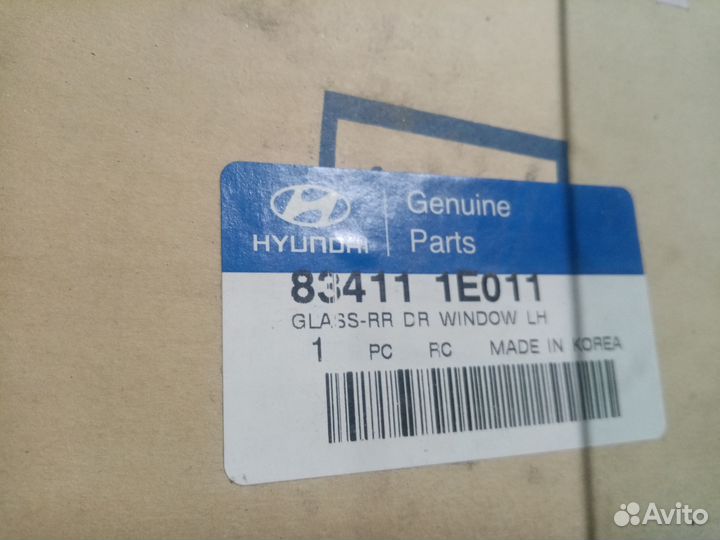 HYUNDAI
Genuine
Parts
83411 1E011
GLASS-RR DR WINDOW LH
1 PC RC MADE IN KOREA
Avito